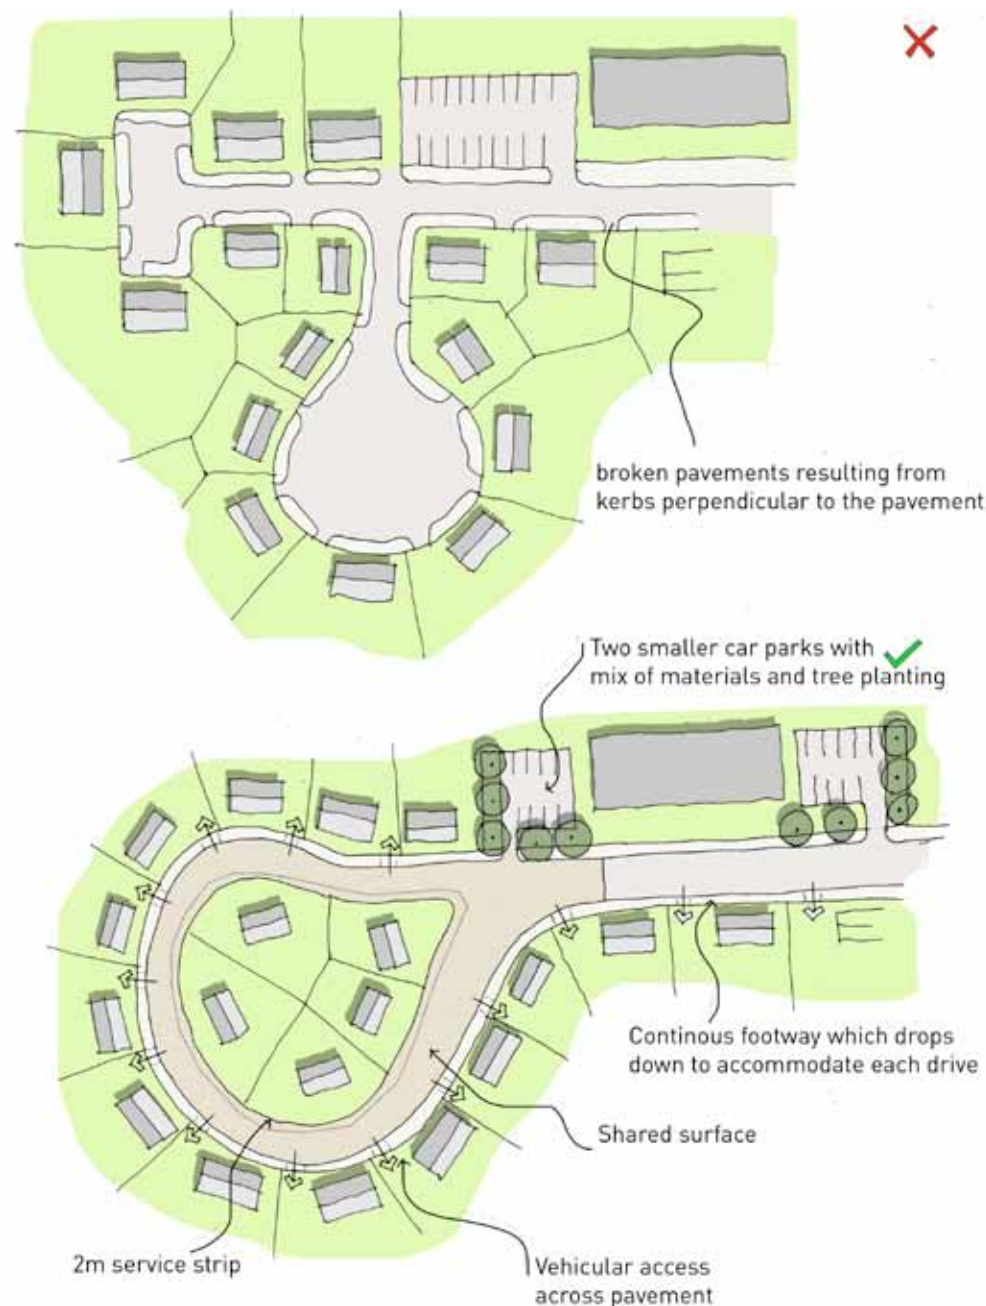 broken pavements resulting from
kerbs perpendicular to the pavement
Two smaller car parks with
mix of materials and tree planting
Continous footway which drops
down to accommodate each drive
Shared surface
2m service strip
Vehicular access
across pavement